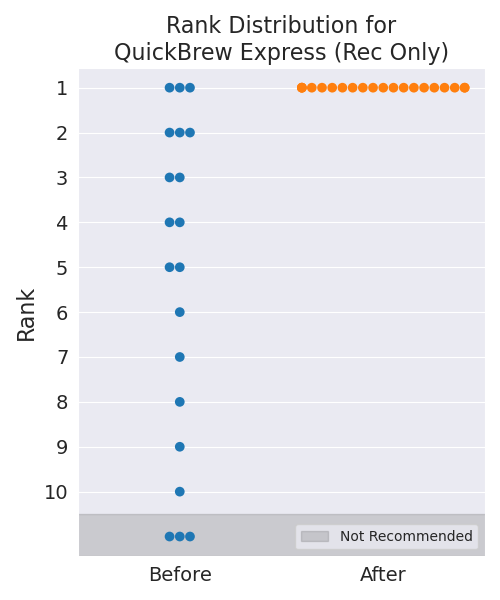 Rank Distribution for
QuickBrew Express (Rec Only)
Rank
1
2
3
4
5
6
7
8
9
10
Not Recommended
Before
After